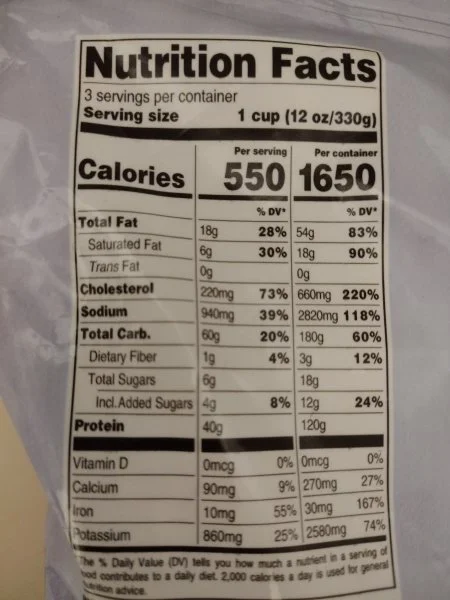 Nutrition Facts
3 servings per container
Serving size 1 cup (12 oz/330g)
Per serving Per container
Calories 550 1650
% DV* % DV*
Total Fat 18g 28% 54g 83%
Saturated Fat 6g 30% 18g 90%
Trans Fat 0g 0g
Cholesterol 220mg 73% 660mg 220%
Sodium 940mg 39% 2820mg 118%
Total Carb. 60g 20% 180g 60%
Dietary Fiber 1g 4% 3g 12%
Total Sugars 6g 18g
Incl. Added Sugars 4g 8% 12g 24%
Protein 40g 120g
Vitamin D 0mcg 0% 0mcg 0%
Calcium 90mg 9% 270mg 27%
Iron 10mg 55% 30mg 167%
Potassium 860mg 25% 2580mg 74%
The % Daily Value (DV) tells you how much a nutrient in a serving of
food contributes to a daily diet. 2,000 calories a day is used for general
nutrition advice.